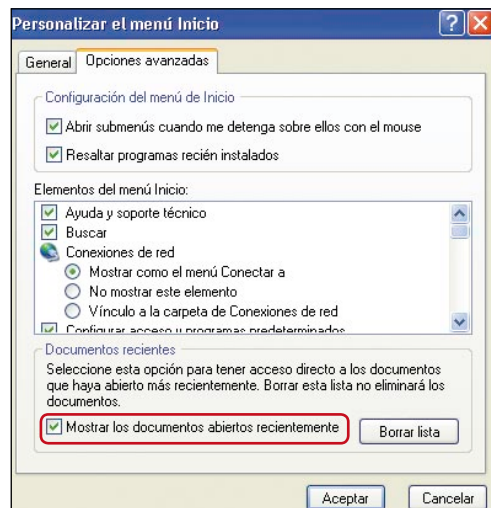 Personalizar el menú Inicio
General Opciones avanzadas
Configuración del menú de Inicio
Abrir submenús cuando me detenga sobre ellos con el mouse
Resaltar programas recién instalados
Elementos del menú Inicio:
Ayuda y soporte técnico
Buscar
Conexiones de red
Mostrar como el menú Conectar a
No mostrar este elemento
Vínculo a la carpeta de Conexiones de red
Configurar acceso y programas predeterminados
Documentos recientes
Seleccione esta opción para tener acceso directo a los documentos
que haya abierto más recientemente. Borrar esta lista no eliminará los
documentos.
Mostrar los documentos abiertos recientemente Borrar lista
Aceptar Cancelar